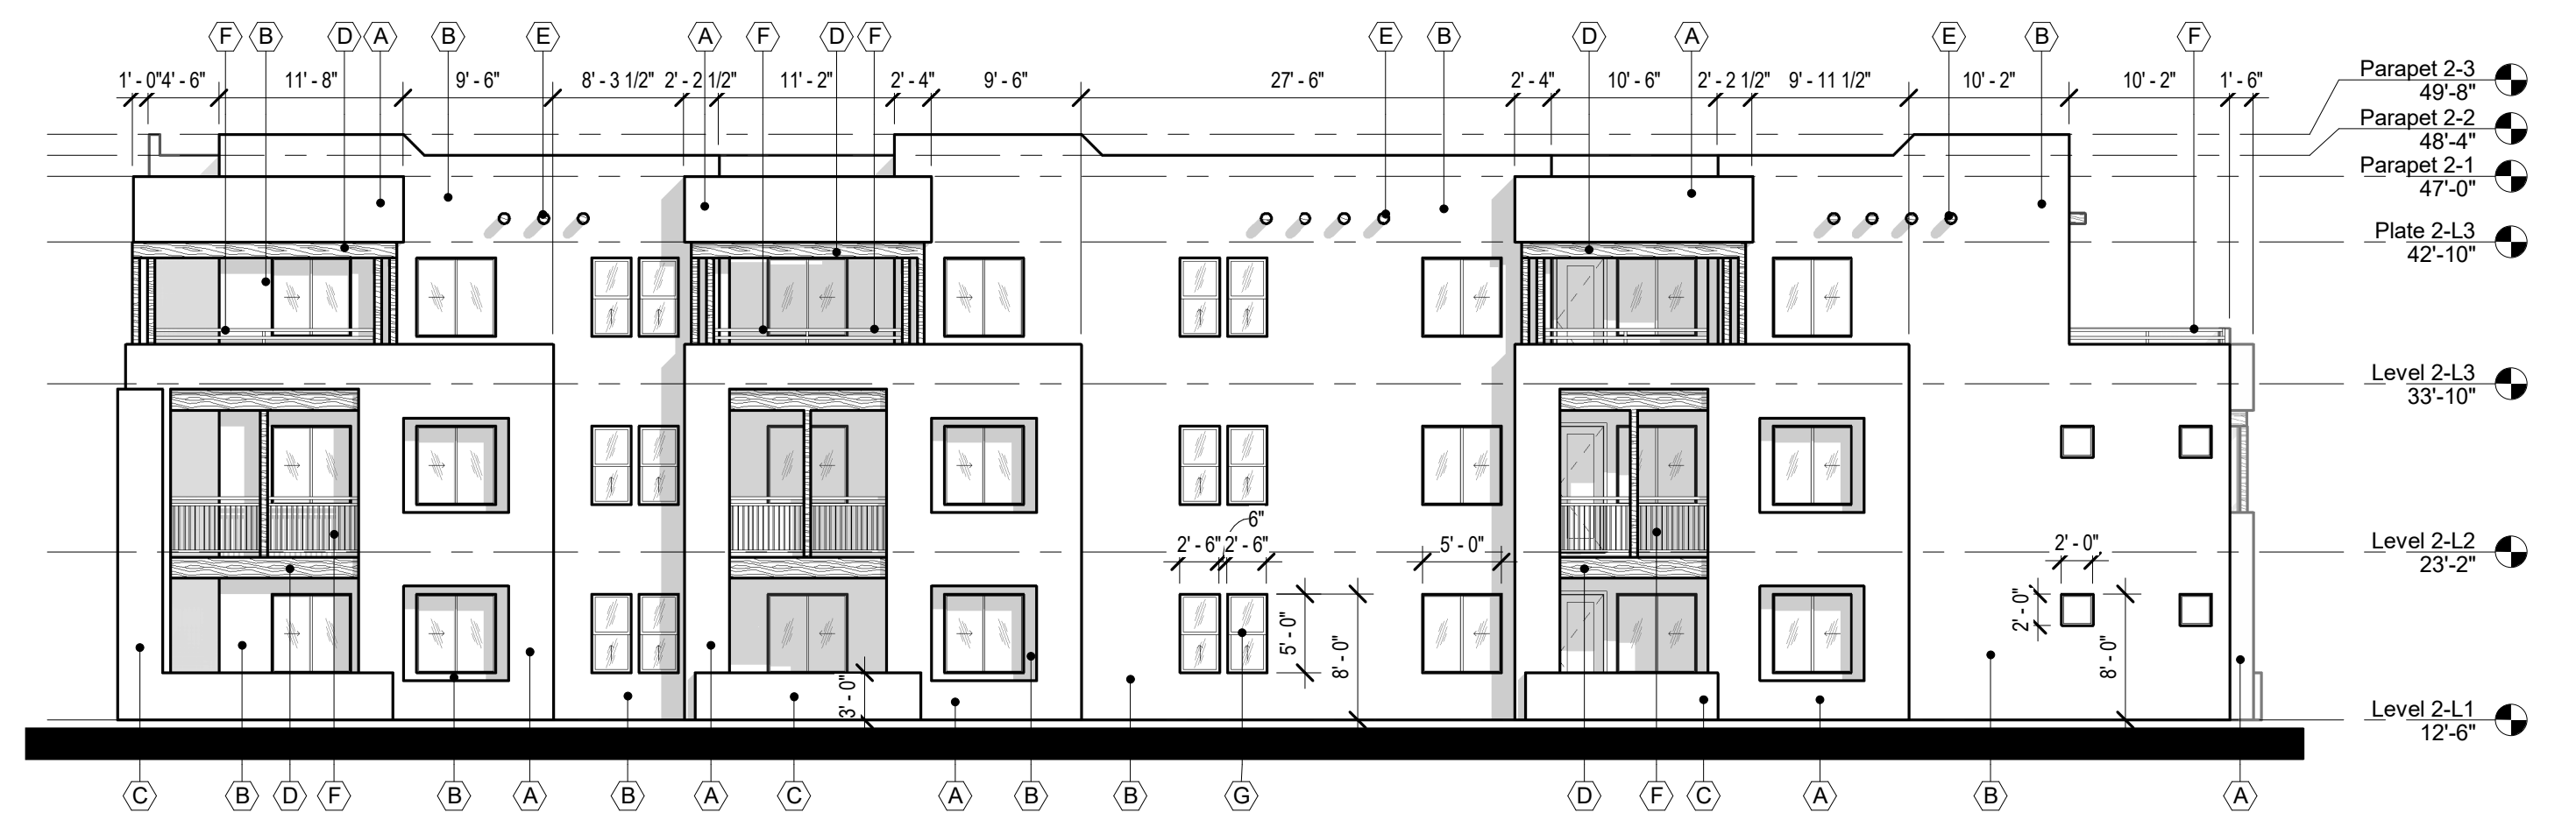 F B D A B E A F D F E B D A E B F
1' - 0" 4' - 6" 11' - 8" 9' - 6" 8' - 3 1/2" 2' - 2 1/2" 11' - 2" 2' - 4" 9' - 6" 27' - 6" 2' - 4" 10' - 6" 2' - 2 1/2" 9' - 11 1/2" 10' - 2" 10' - 2" 1' - 6"
Parapet 2-3
49'-8"
Parapet 2-2
48'-4"
Parapet 2-1
47'-0"
Plate 2-L3
42'-10"
Level 2-L3
33'-10"
6"
2' - 6" 2' - 6" 5' - 0" 2' - 0"
Level 2-L2
23'-2"
5' - 0" 8' - 0" 2' - 0" 8' - 0"
3' - 0"
Level 2-L1
12'-6"
C B D F B A B A C A B B G D F C A B A